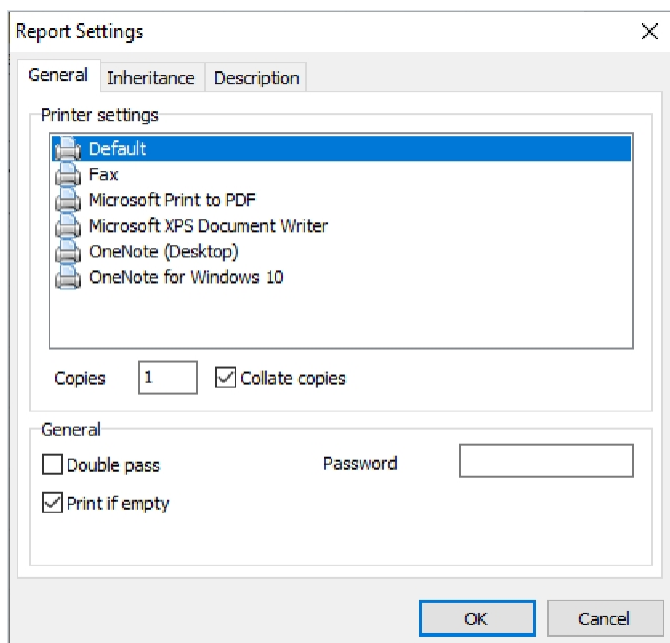 Report Settings
General Inheritance Description
Printer settings
Default
Fax
Microsoft Print to PDF
Microsoft XPS Document Writer
OneNote (Desktop)
OneNote for Windows 10
Copies 1 Collate copies
General
Double pass Password
Print if empty
OK Cancel